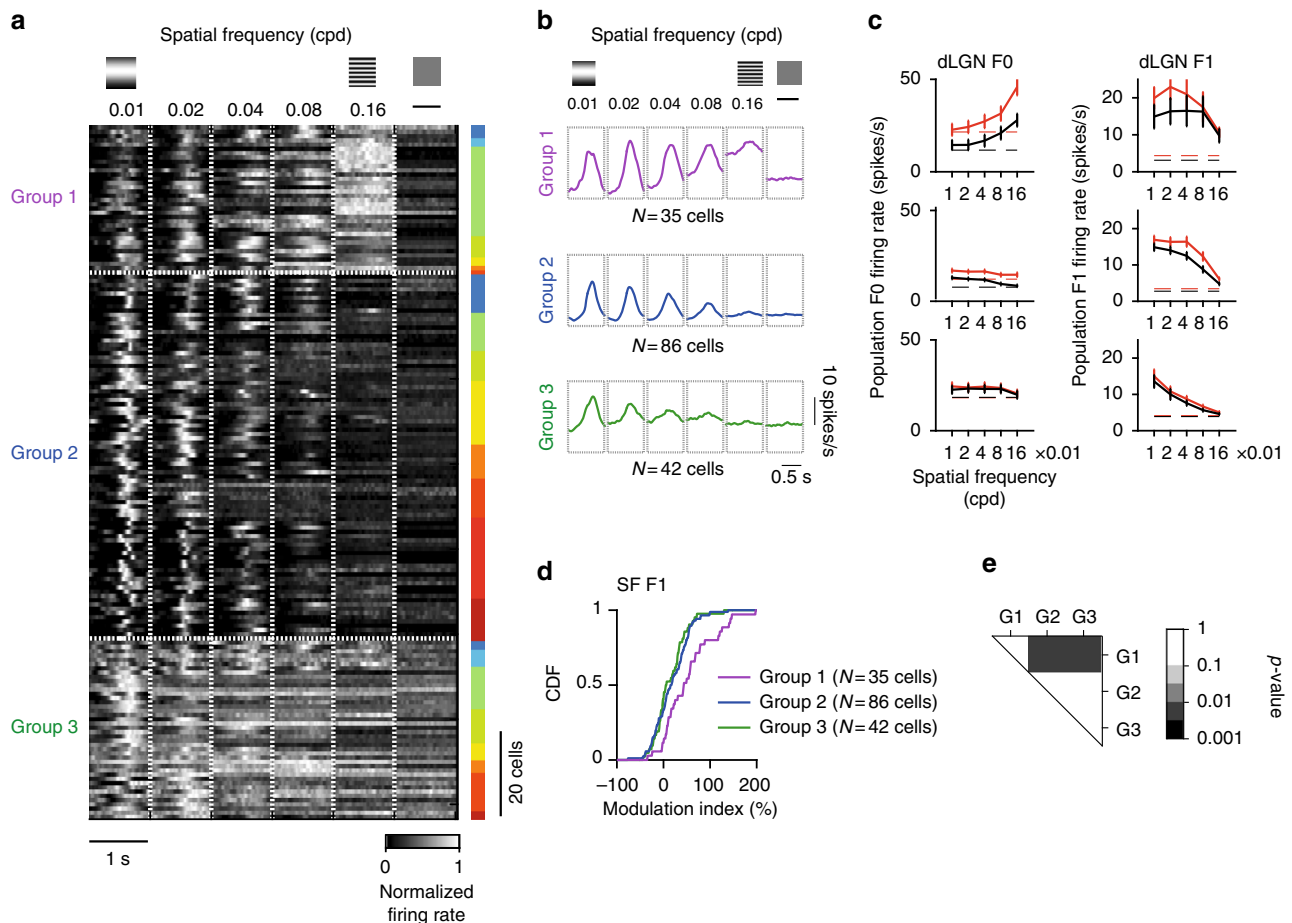 a
Spatial frequency (cpd)
0.01 0.02 0.04 0.08 0.16
Group 1
Group 2
Group 3
20 cells
1 s
0 1
Normalized
firing rate
b
Spatial frequency (cpd)
0.01 0.02 0.04 0.08 0.16
Group 1
N = 35 cells
Group 2
N = 86 cells
Group 3
N = 42 cells
10 spikes/s
0.5 s
c
dLGN F0
dLGN F1
Population F0 firing rate (spikes/s)
50
0
50
0
50
0
1 2 4 8 16
1 2 4 8 16
1 2 4 8 16 ×0.01
Spatial frequency
(cpd)
Population F1 firing rate (spikes/s)
20
10
0
20
10
0
20
10
0
1 2 4 8 16
1 2 4 8 16
1 2 4 8 16 ×0.01
d
SF F1
CDF
1
0.5
0
−100 0 100 200
Modulation index (%)
Group 1 (N = 35 cells)
Group 2 (N = 86 cells)
Group 3 (N = 42 cells)
e
G1 G2 G3
G1
G2
G3
1
0.1
0.01
0.001
p-value